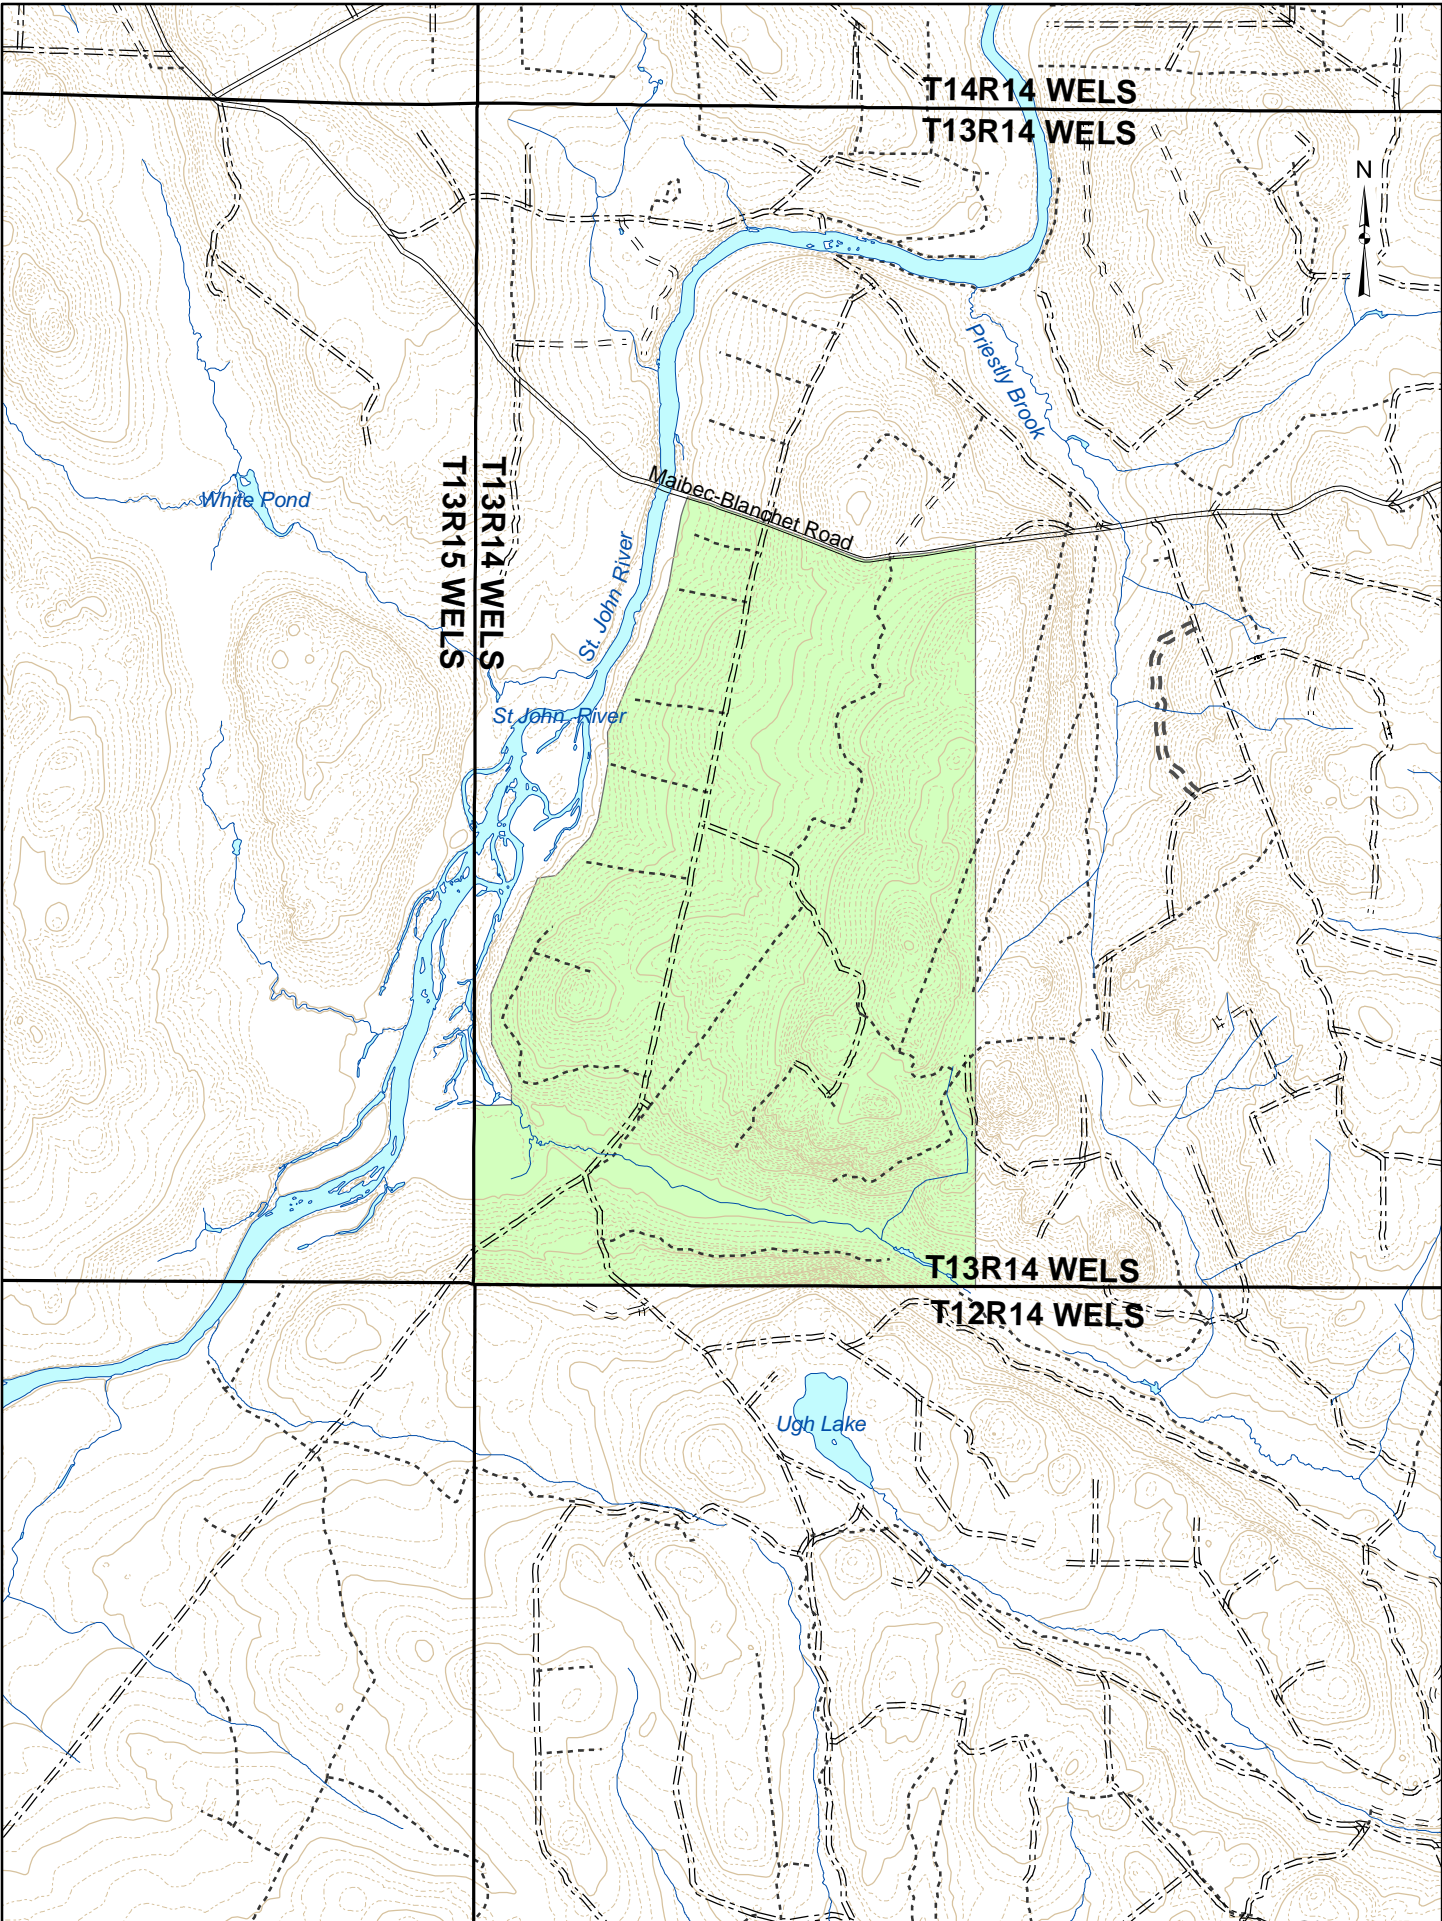 T14R14 WELS
T13R14 WELS
N
Priestly Brook
T13R14 WELS
T13R15 WELS
White Pond
Maibec-Blanchet Road
St. John River
St John River
T13R14 WELS
T12R14 WELS
Ugh Lake